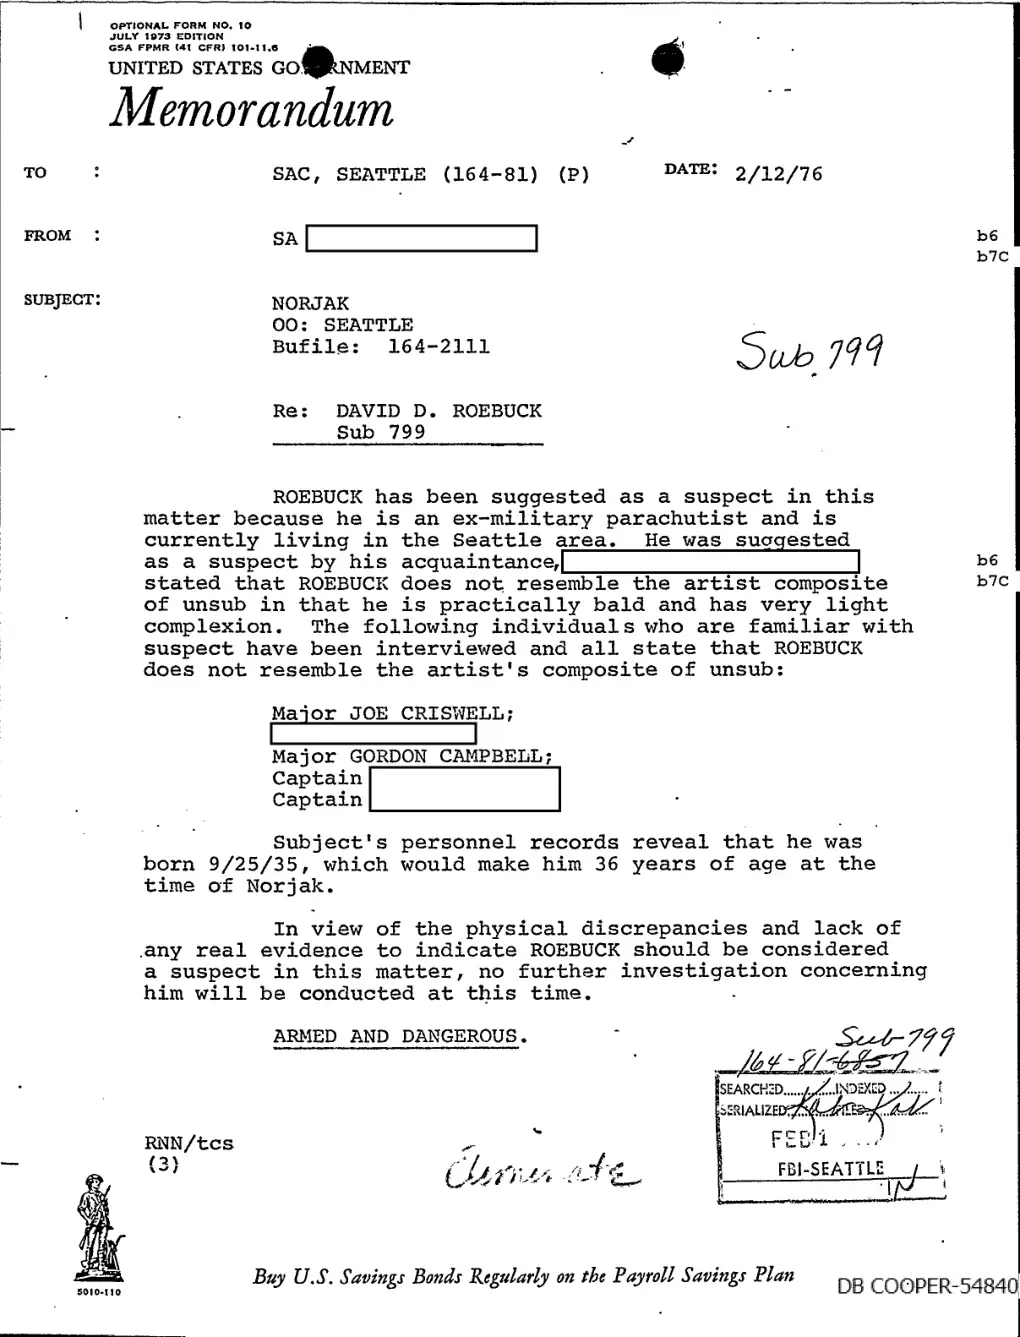 OPTIONAL FORM NO. 10
JULY 1973 EDITION
GSA FPMR (41 CFR) 101-11.6
UNITED STATES GO RNMENT
Memorandum
TO : SAC, SEATTLE (164-81) (P) DATE: 2/12/76
FROM : SA b6
b7C
SUBJECT: NORJAK
OO: SEATTLE
Bufile: 164-2111
Sub 799
Re: DAVID D. ROEBUCK
Sub 799
ROEBUCK has been suggested as a suspect in this
matter because he is an ex-military parachutist and is
currently living in the Seattle area. He was suggested
as a suspect by his acquaintance, b6
stated that ROEBUCK does not resemble the artist composite b7C
of unsub in that he is practically bald and has very light
complexion. The following individuals who are familiar with
suspect have been interviewed and all state that ROEBUCK
does not resemble the artist's composite of unsub:
Major JOE CRISWELL;
Major GORDON CAMPBELL;
Captain
Captain
Subject's personnel records reveal that he was
born 9/25/35, which would make him 36 years of age at the
time of Norjak.
In view of the physical discrepancies and lack of
any real evidence to indicate ROEBUCK should be considered
a suspect in this matter, no further investigation concerning
him will be conducted at this time.
ARMED AND DANGEROUS.
Sub 799
164-81-6857
SEARCHED INDEXED
SERIALIZED FILED
FEB 1
FBI-SEATTLE
RNN/tcs
(3)
5010-110
Buy U.S. Savings Bonds Regularly on the Payroll Savings Plan
DB COOPER-54840